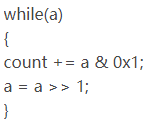 while(a)
{
count += a & 0x1;
a = a >> 1;
}